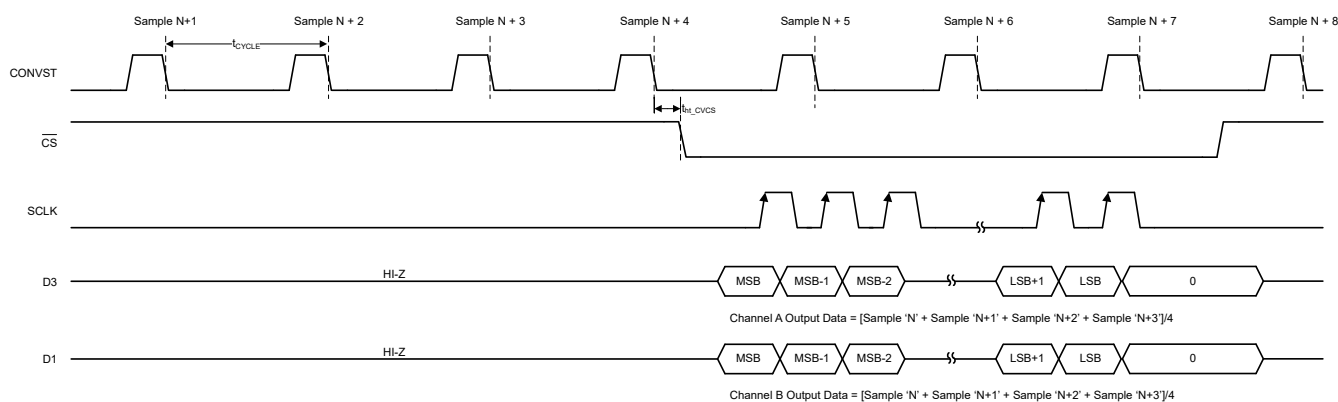 Sample N+1 Sample N + 2 Sample N + 3 Sample N + 4 Sample N + 5 Sample N + 6 Sample N + 7 Sample N + 8
tCYCLE
CONVST
tht_CVCS
CS
SCLK
HI-Z
D3 MSB MSB-1 MSB-2 LSB+1 LSB 0
Channel A Output Data = [Sample 'N' + Sample 'N+1' + Sample 'N+2' + Sample 'N+3']/4
HI-Z
D1 MSB MSB-1 MSB-2 LSB+1 LSB 0
Channel B Output Data = [Sample 'N' + Sample 'N+1' + Sample 'N+2' + Sample 'N+3']/4